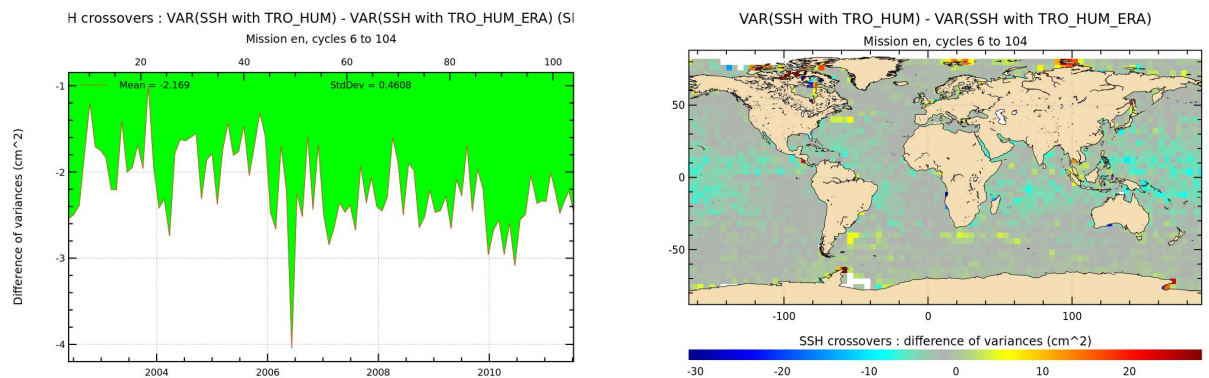 H crossovers : VAR(SSH with TRO_HUM) - VAR(SSH with TRO_HUM_ERA) (SI
Mission en, cycles 6 to 104
20 40 60 80 100
Mean = -2.169 StdDev = 0.4608
-1
-2
-3
-4
Difference of variances (cm^2)
2004 2006 2008 2010
VAR(SSH with TRO_HUM) - VAR(SSH with TRO_HUM_ERA)
Mission en, cycles 6 to 104
50
0
-50
-100 0 100
SSH crossovers : difference of variances (cm^2)
-30 -20 -10 0 10 20